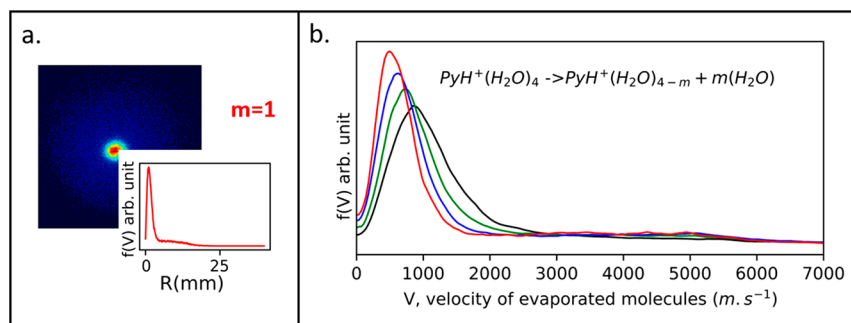 a.
m=1
f(V) arb. unit
0 25
R(mm)
b.
PyH⁺(H₂O)₄ ->PyH⁺(H₂O)₄₋ₘ + m(H₂O)
f(V) arb. unit
0 1000 2000 3000 4000 5000 6000 7000
V, velocity of evaporated molecules (m.s⁻¹)